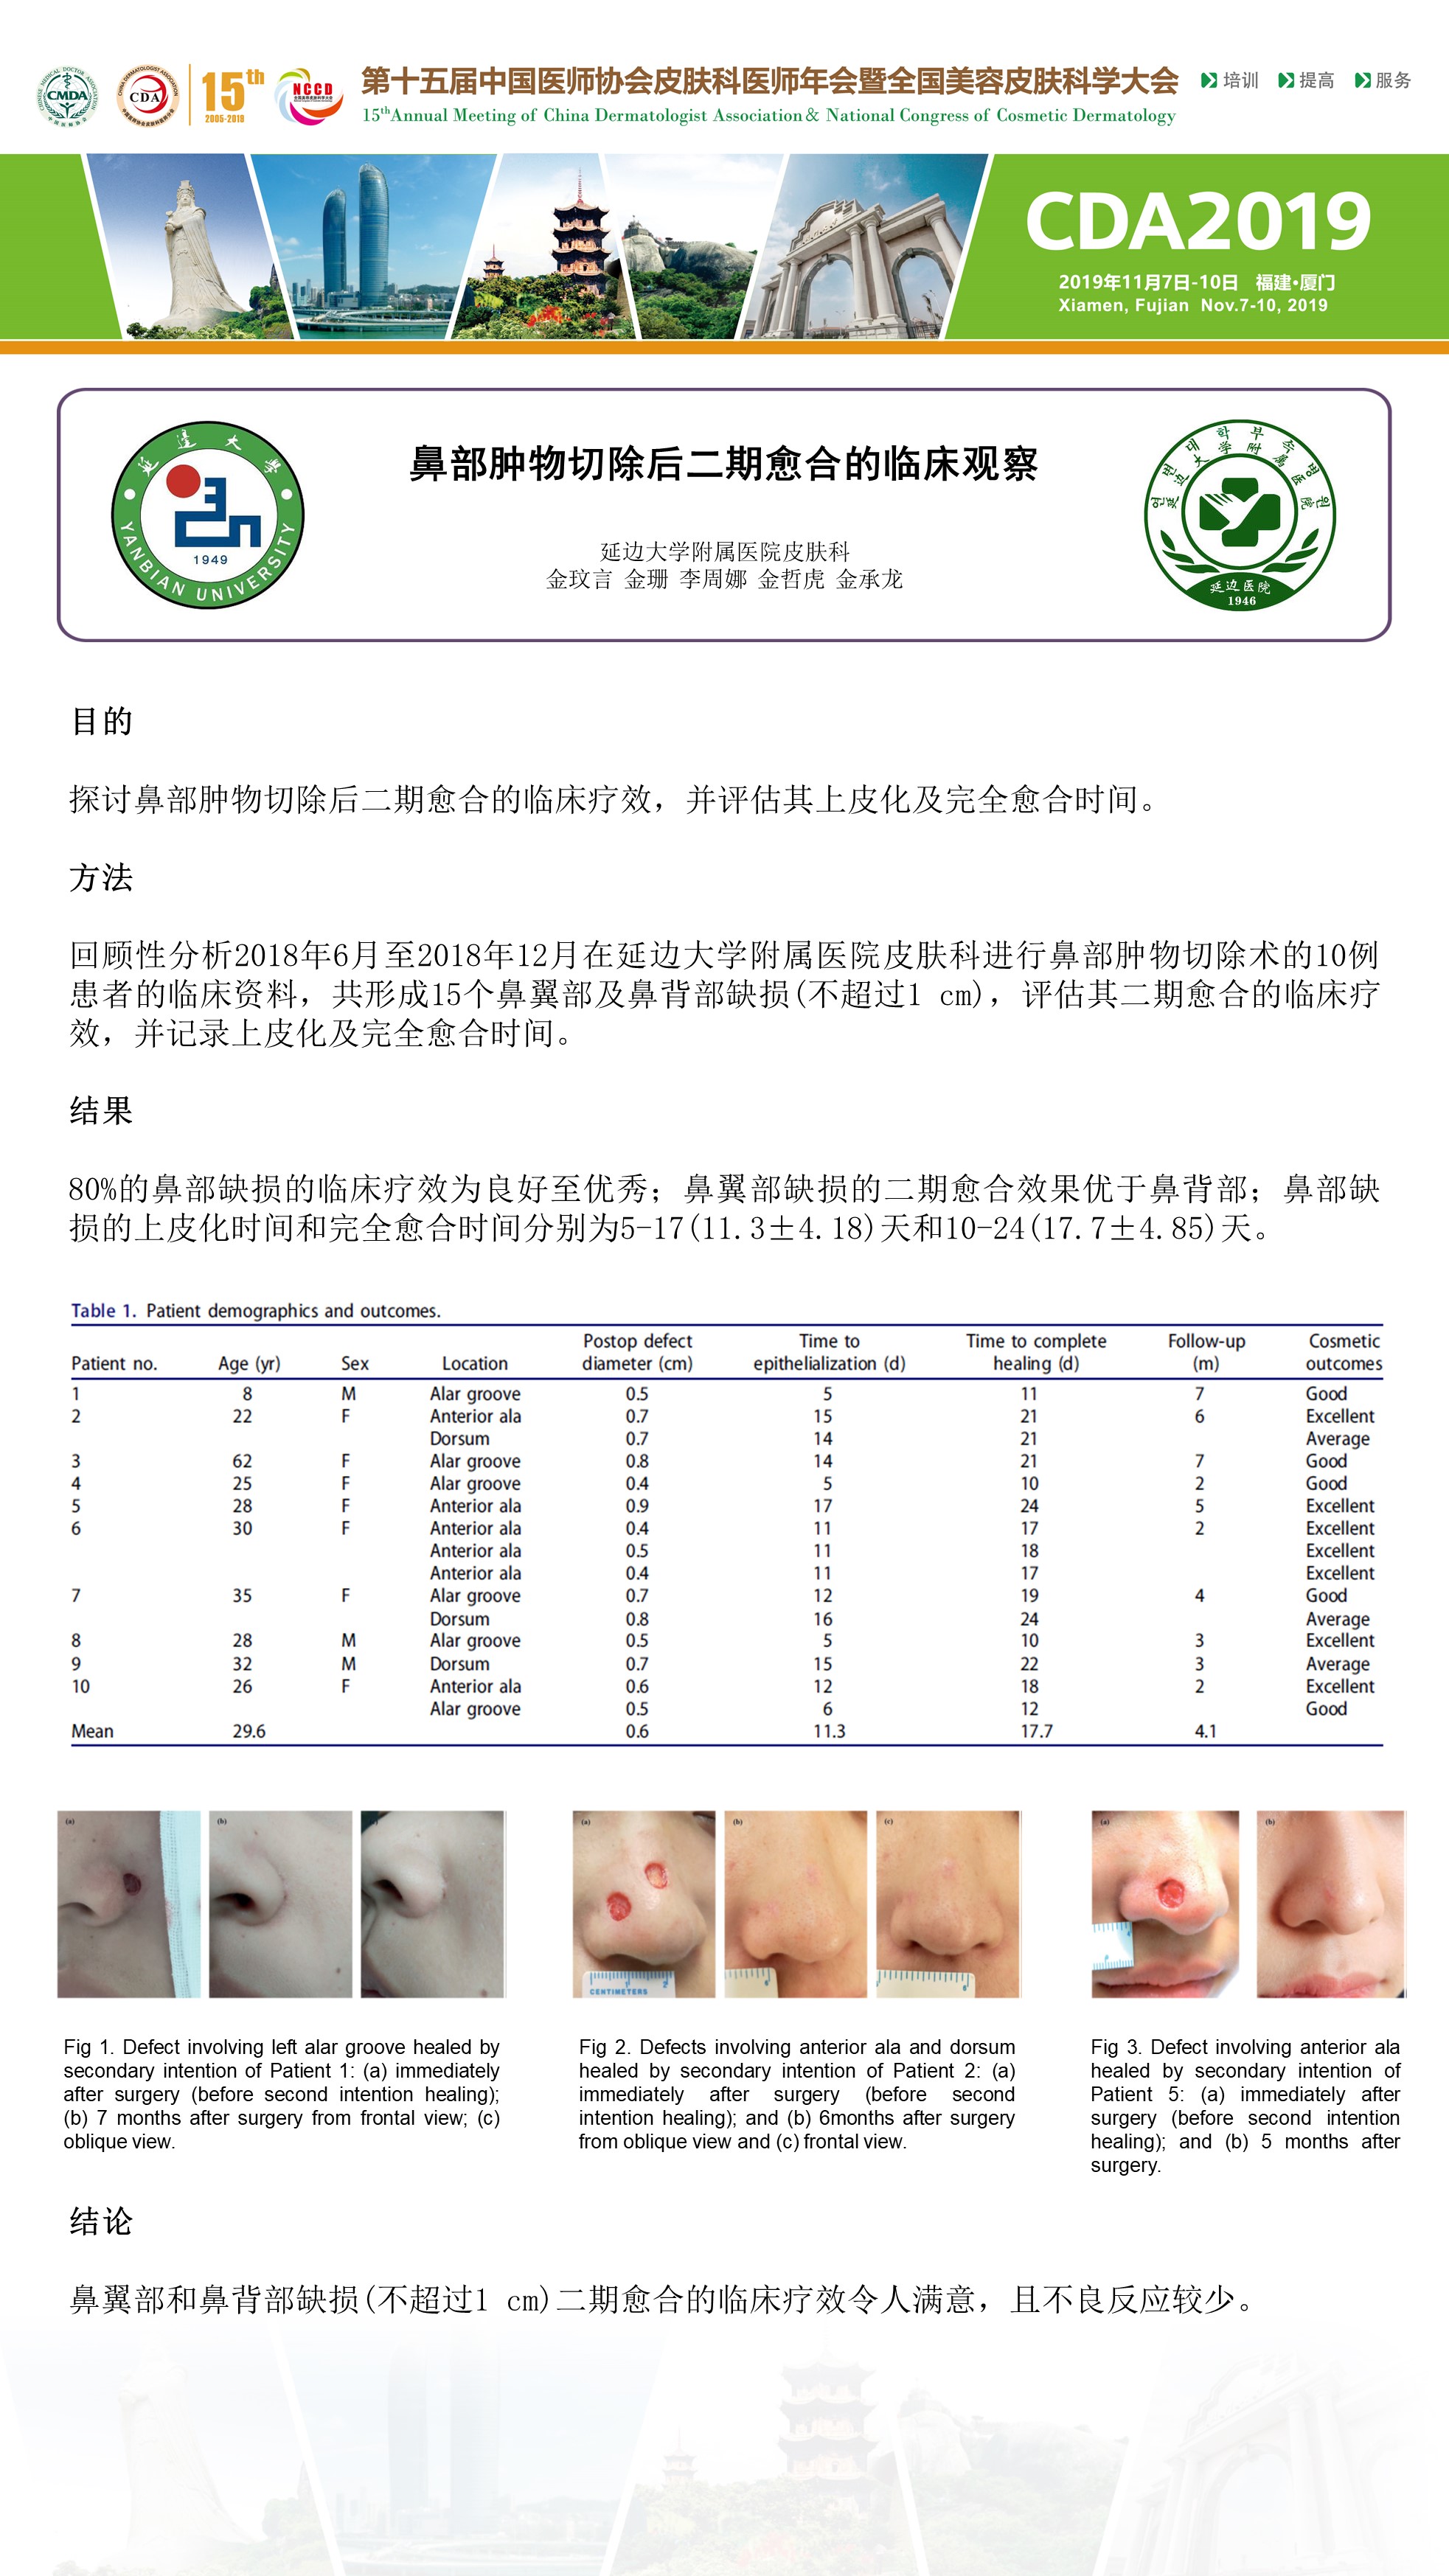 CHINESE MEDICAL DOCTOR ASSOCIATION
CMDA
中国医师协会
CHINA DERMATOLOGIST ASSOCIATION
CDA
15th
2005-2019
NCCD
第十五届中国医师协会皮肤科医师年会暨全国美容皮肤科学大会
15thAnnual Meeting of China Dermatologist Association& National Congress of Cosmetic Dermatology
培训 提高 服务
CDA2019
2019年11月7日-10日 福建•厦门
Xiamen, Fujian Nov.7-10, 2019
延边大学
1949
YANBIAN UNIVERSITY
鼻部肿物切除后二期愈合的临床观察
延边大学附属医院皮肤科
金玟言 金珊 李周娜 金哲虎 金承龙
연변대학부속병원
延边大学附属医院
延边医院
1946
目的
探讨鼻部肿物切除后二期愈合的临床疗效，并评估其上皮化及完全愈合时间。
方法
回顾性分析2018年6月至2018年12月在延边大学附属医院皮肤科进行鼻部肿物切除术的10例
患者的临床资料，共形成15个鼻翼部及鼻背部缺损(不超过1 cm)，评估其二期愈合的临床疗
效，并记录上皮化及完全愈合时间。
结果
80%的鼻部缺损的临床疗效为良好至优秀；鼻翼部缺损的二期愈合效果优于鼻背部；鼻部缺
损的上皮化时间和完全愈合时间分别为5-17(11.3±4.18)天和10-24(17.7±4.85)天。
Table 1. Patient demographics and outcomes.
Patient no. Age (yr) Sex Location Postop defect diameter (cm) Time to epithelialization (d) Time to complete healing (d) Follow-up (m) Cosmetic outcomes
1 8 M Alar groove 0.5 5 11 7 Good
2 22 F Anterior ala 0.7 15 21 6 Excellent
Dorsum 0.7 14 21 Average
3 62 F Alar groove 0.8 14 21 7 Good
4 25 F Alar groove 0.4 5 10 2 Good
5 28 F Anterior ala 0.9 17 24 5 Excellent
6 30 F Anterior ala 0.4 11 17 2 Excellent
Anterior ala 0.5 11 18 Excellent
Anterior ala 0.4 11 17 Excellent
7 35 F Alar groove 0.7 12 19 4 Good
Dorsum 0.8 16 24 Average
8 28 M Alar groove 0.5 5 10 3 Excellent
9 32 M Dorsum 0.7 15 22 3 Average
10 26 F Anterior ala 0.6 12 18 2 Excellent
Alar groove 0.5 6 12 Good
Mean 29.6 0.6 11.3 17.7 4.1
(a) (b) (a) (b) (c) (a) (b)
CENTIMETERS
Fig 1. Defect involving left alar groove healed by
secondary intention of Patient 1: (a) immediately
after surgery (before second intention healing);
(b) 7 months after surgery from frontal view; (c)
oblique view.
Fig 2. Defects involving anterior ala and dorsum
healed by secondary intention of Patient 2: (a)
immediately after surgery (before second
intention healing); and (b) 6months after surgery
from oblique view and (c) frontal view.
Fig 3. Defect involving anterior ala
healed by secondary intention of
Patient 5: (a) immediately after
surgery (before second intention
healing); and (b) 5 months after
surgery.
结论
鼻翼部和鼻背部缺损(不超过1 cm)二期愈合的临床疗效令人满意，且不良反应较少。